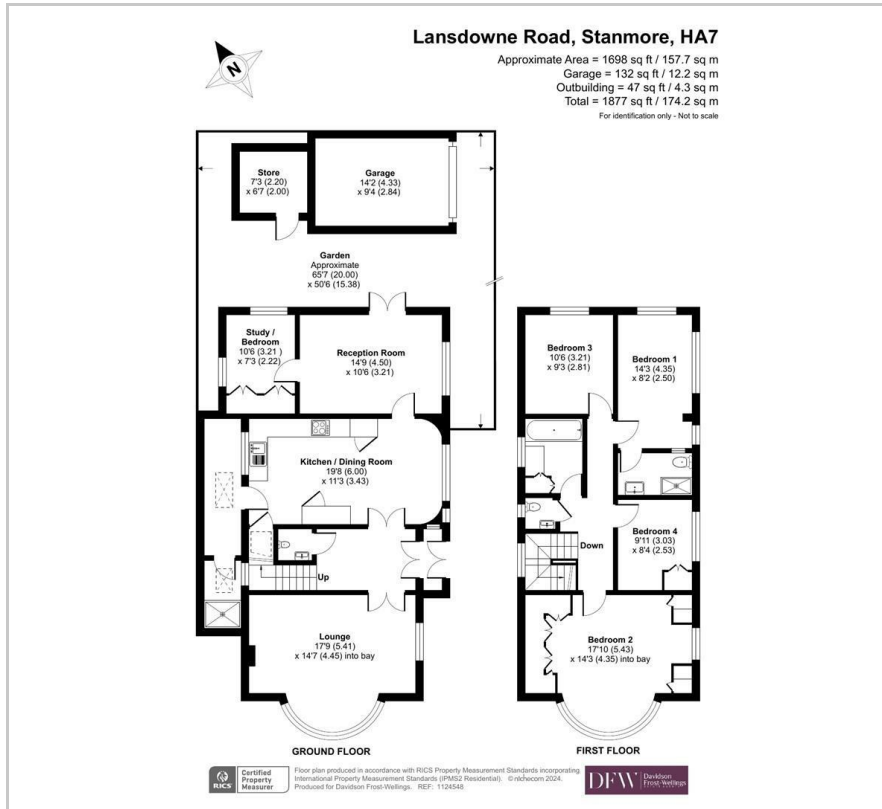 Lansdowne Road, Stanmore, HA7
Approximate Area = 1698 sq ft / 157.7 sq m
Garage = 132 sq ft / 12.2 sq m
Outbuilding = 47 sq ft / 4.3 sq m
Total = 1877 sq ft / 174.2 sq m
For identification only - Not to scale
N
Store
7'3 (2.20)
x 6'7 (2.00)
Garage
14'2 (4.33)
x 9'4 (2.84)
Garden
Approximate
65'7 (20.00)
x 50'6 (15.38)
Study /
Bedroom
10'6 (3.21 )
x 7'3 (2.22)
Reception Room
14'9 (4.50)
x 10'6 (3.21)
Kitchen / Dining Room
19'8 (6.00)
x 11'3 (3.43)
Up
Lounge
17'9 (5.41)
x 14'7 (4.45) into bay
GROUND FLOOR
Bedroom 3
10'6 (3.21)
x 9'3 (2.81)
Bedroom 1
14'3 (4.35)
x 8'2 (2.50)
Bedroom 4
9'11 (3.03)
x 8'4 (2.53)
Down
Bedroom 2
17'10 (5.43)
x 14'3 (4.35) into bay
FIRST FLOOR
RICS
Certified
Property
Measurer
Floor plan produced in accordance with RICS Property Measurement Standards incorporating
International Property Measurement Standards (IPMS2 Residential). © nichecom 2024.
Produced for Davidson Frost-Wellings. REF: 1124548
DFW
Davidson
Frost-Wellings